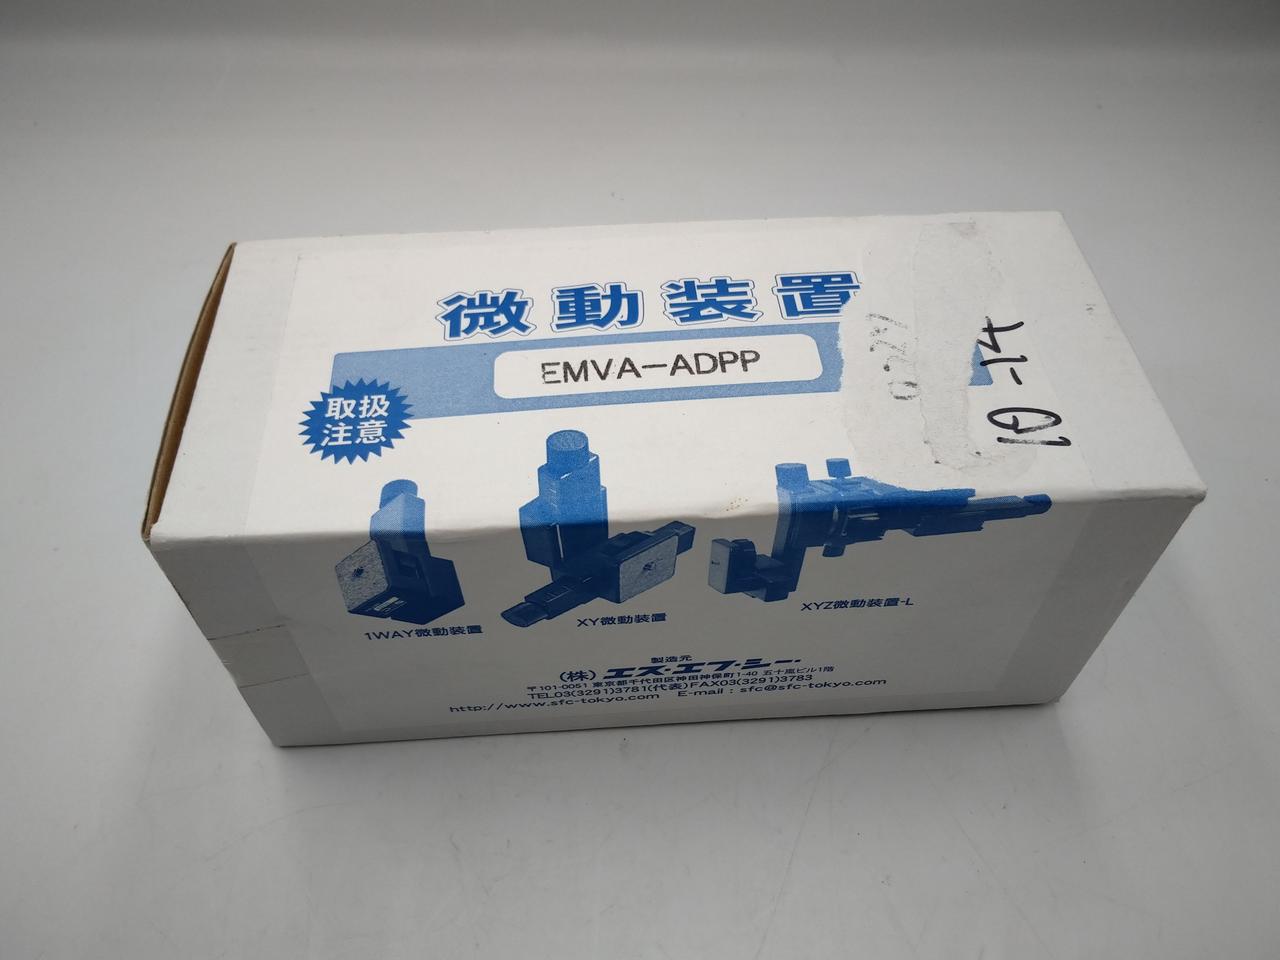 微動装置
EMVA-ADPP
取扱
注意
10-14
1WAY微動装置
XY微動装置
XYZ微動装置-L
製造元
(株)エス・エフ・シー・
〒101-0051 東京都千代田区神田神保町1-40 五十嵐ビル1階
TEL03(3291)3781(代表)FAX03(3291)3783
http://www.sfc-tokyo.com E-mail : sfc@sfc-tokyo.com